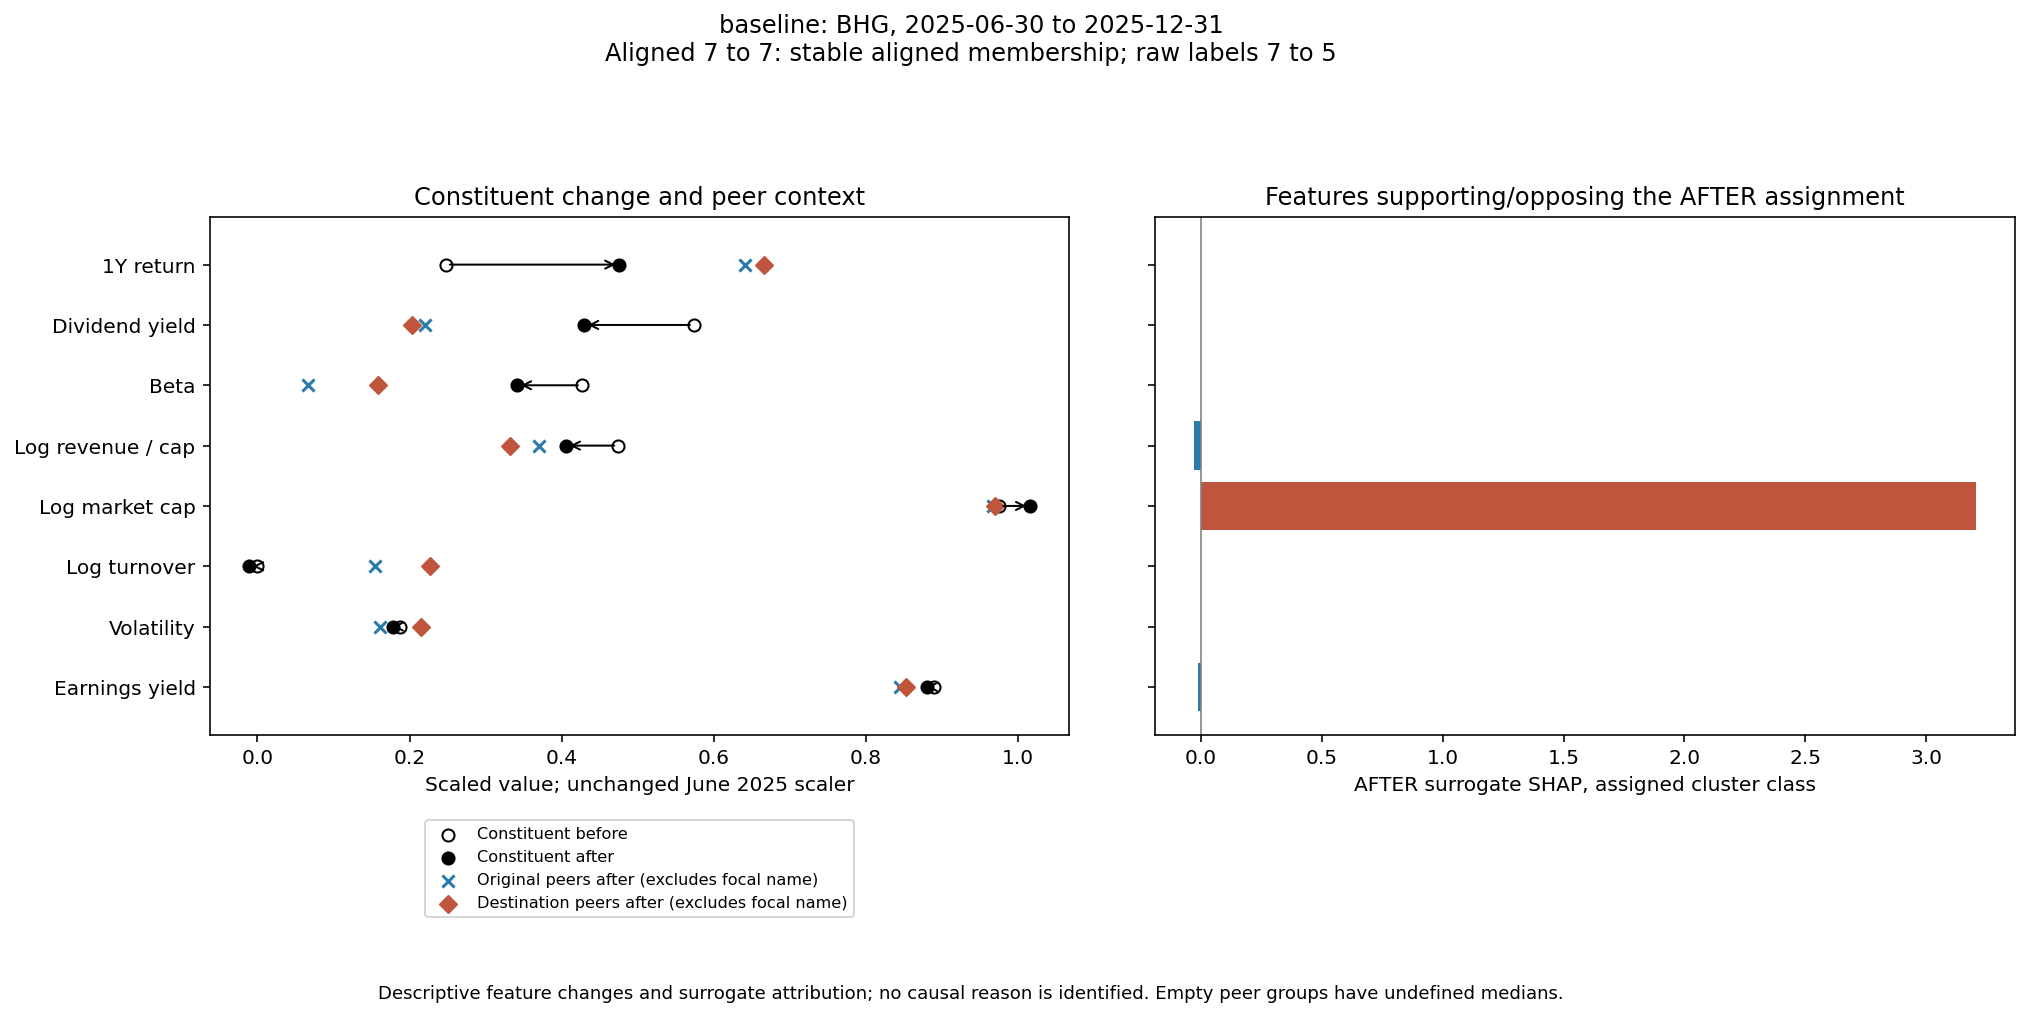 baseline: BHG, 2025-06-30 to 2025-12-31
Aligned 7 to 7: stable aligned membership; raw labels 7 to 5
Constituent change and peer context
1Y return
Dividend yield
Beta
Log revenue / cap
Log market cap
Log turnover
Volatility
Earnings yield
0.0 0.2 0.4 0.6 0.8 1.0
Scaled value; unchanged June 2025 scaler
Constituent before
Constituent after
Original peers after (excludes focal name)
Destination peers after (excludes focal name)
Features supporting/opposing the AFTER assignment
0.0 0.5 1.0 1.5 2.0 2.5 3.0
AFTER surrogate SHAP, assigned cluster class
Descriptive feature changes and surrogate attribution; no causal reason is identified. Empty peer groups have undefined medians.